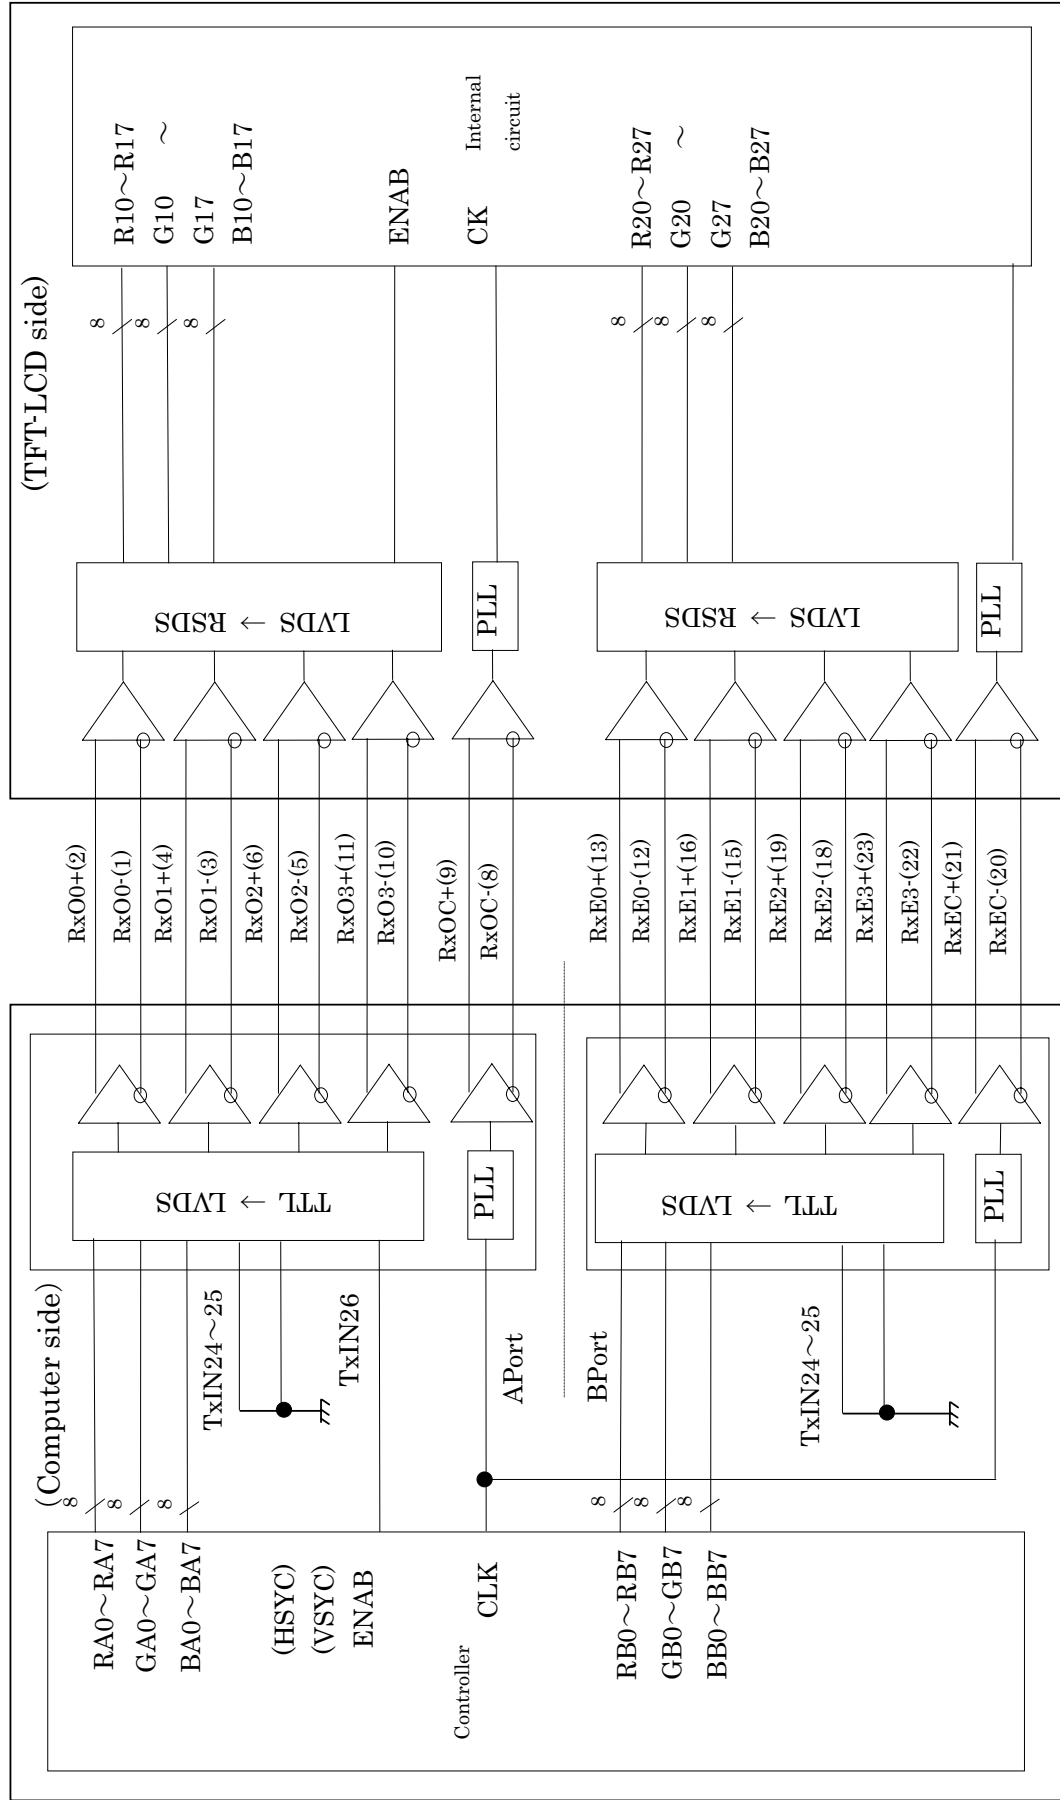 (Computer side)
RA0～RA7
8
GA0～GA7
8
BA0～BA7
8
(HSYC)
(VSYC)
ENAB
Controller
CLK
RB0～RB7
8
GB0～GB7
8
BB0～BB7
8
TxIN24～25
TxIN26
APort
BPort
TxIN24～25
TTL → LVDS
PLL
TTL → LVDS
PLL
RxO0+(2)
RxO0-(1)
RxO1+(4)
RxO1-(3)
RxO2+(6)
RxO2-(5)
RxO3+(11)
RxO3-(10)
RxOC+(9)
RxOC-(8)
RxE0+(13)
RxE0-(12)
RxE1+(16)
RxE1-(15)
RxE2+(19)
RxE2-(18)
RxE3+(23)
RxE3-(22)
RxEC+(21)
RxEC-(20)
(TFT-LCD side)
LVDS → RSDS
PLL
LVDS → RSDS
PLL
8
8
8
8
8
8
R10～R17
G10 ～
G17
B10～B17
ENAB
CK
Internal
circuit
R20～R27
G20 ～
G27
B20～B27